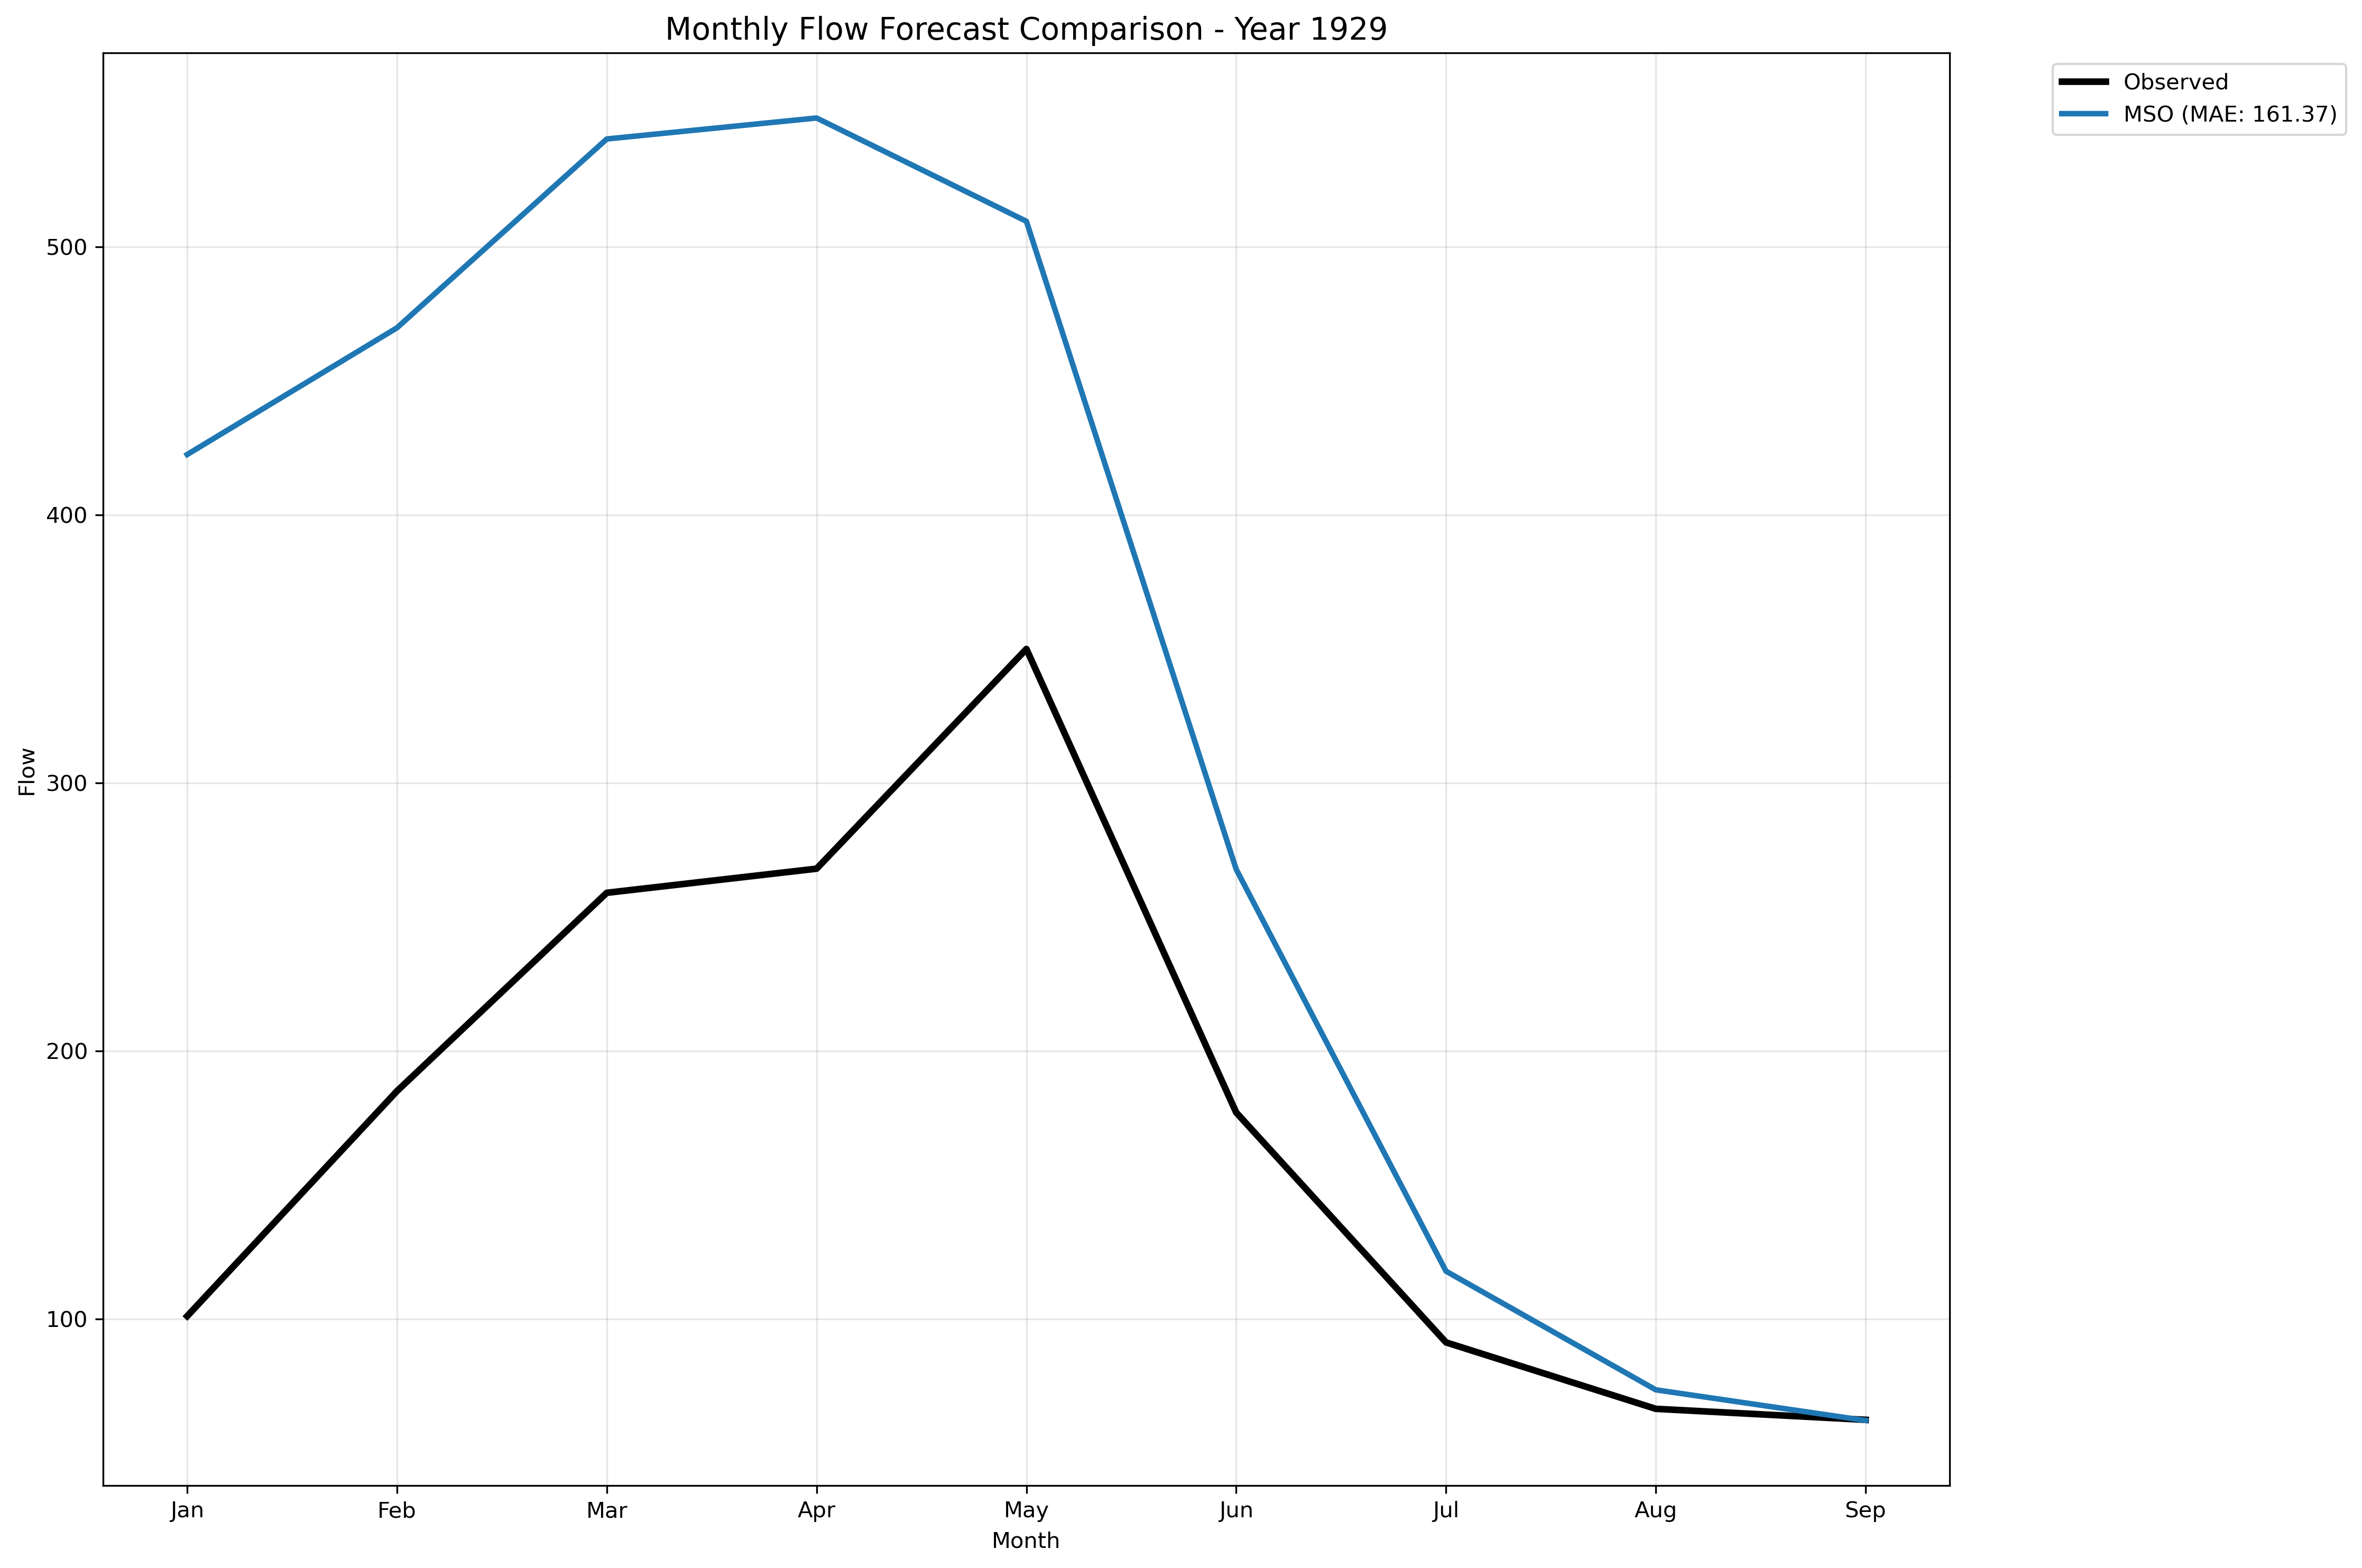 Monthly Flow Forecast Comparison - Year 1929
Observed
MSO (MAE: 161.37)
Flow
500
400
300
200
100
Jan Feb Mar Apr May Jun Jul Aug Sep
Month